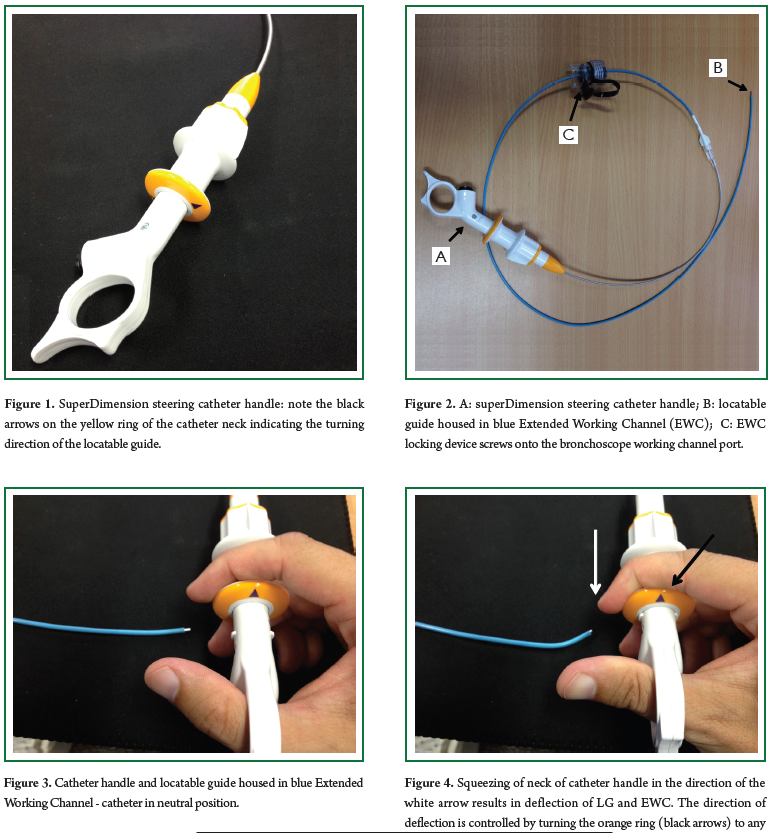 B
C
A
Figure 1. SuperDimension steering catheter handle: note the black
arrows on the yellow ring of the catheter neck indicating the turning
direction of the locatable guide.
Figure 2. A: superDimension steering catheter handle; B: locatable
guide housed in blue Extended Working Channel (EWC); C: EWC
locking device screws onto the bronchoscope working channel port.
Figure 3. Catheter handle and locatable guide housed in blue Extended
Working Channel - catheter in neutral position.
Figure 4. Squeezing of neck of catheter handle in the direction of the
white arrow results in deflection of LG and EWC. The direction of
deflection is controlled by turning the orange ring (black arrows) to any